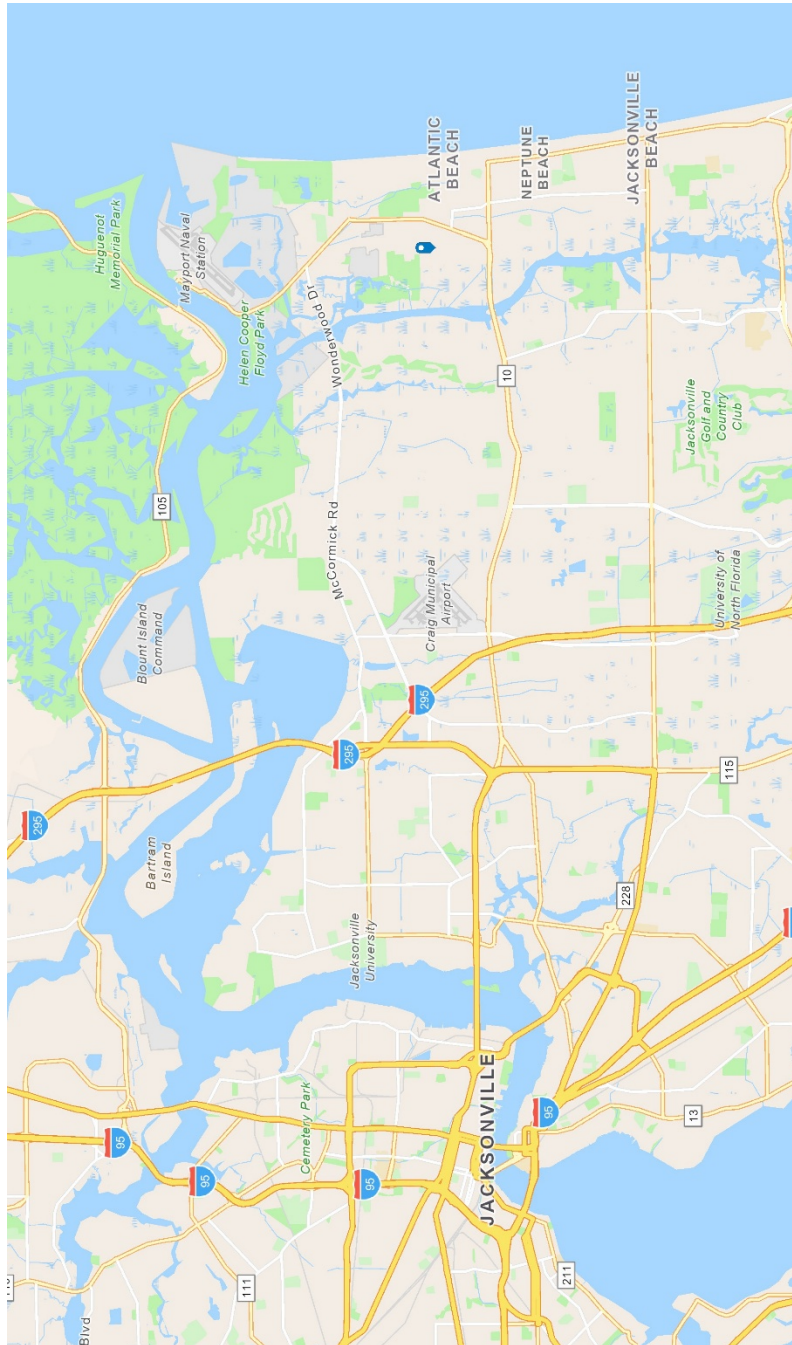 295
Blvd
95
Huguenot
Memorial Park
Bartram
Island
Blount Island
Command
105
Mayport Naval
Station
95
111
Helen Cooper
Floyd Park
Cemetery Park
McCormick Rd
Wonderwood Dr
295
Jacksonville
University
95
295
Craig Municipal
Airport
ATLANTIC
BEACH
JACKSONVILLE
10
NEPTUNE
BEACH
95
211
228
JACKSONVILLE
BEACH
13
Jacksonville
Golf and
Country
Club
115
University of
North Florida